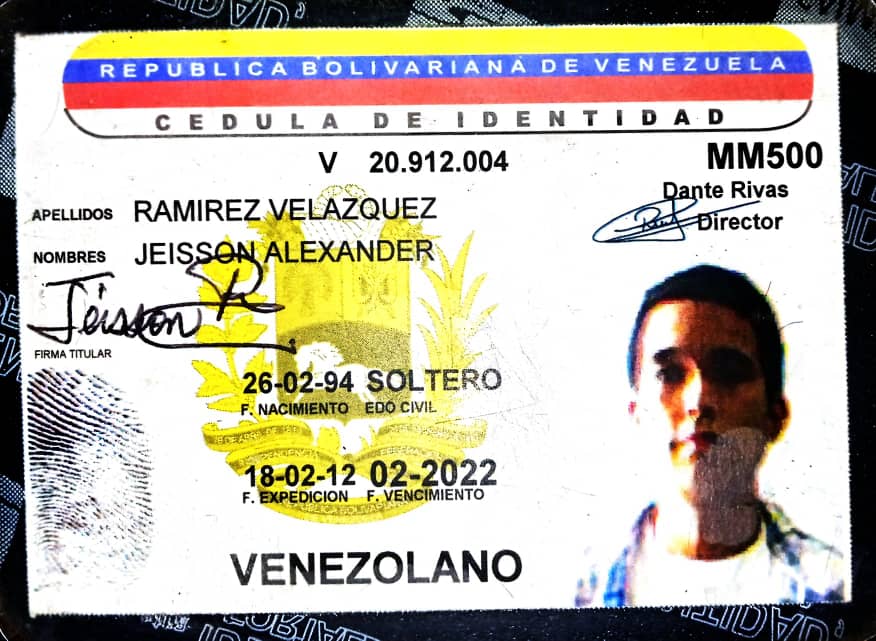 REPUBLICA BOLIVARIANA DE VENEZUELA
CEDULA DE IDENTIDAD
V 20.912.004
MM500
Dante Rivas
Director
APELLIDOS RAMIREZ VELAZQUEZ
NOMBRES JEISSON ALEXANDER
Jeisson R
FIRMA TITULAR
26-02-94 SOLTERO
F. NACIMIENTO EDO CIVIL
18-02-12 02-2022
F. EXPEDICION F. VENCIMIENTO
VENEZOLANO